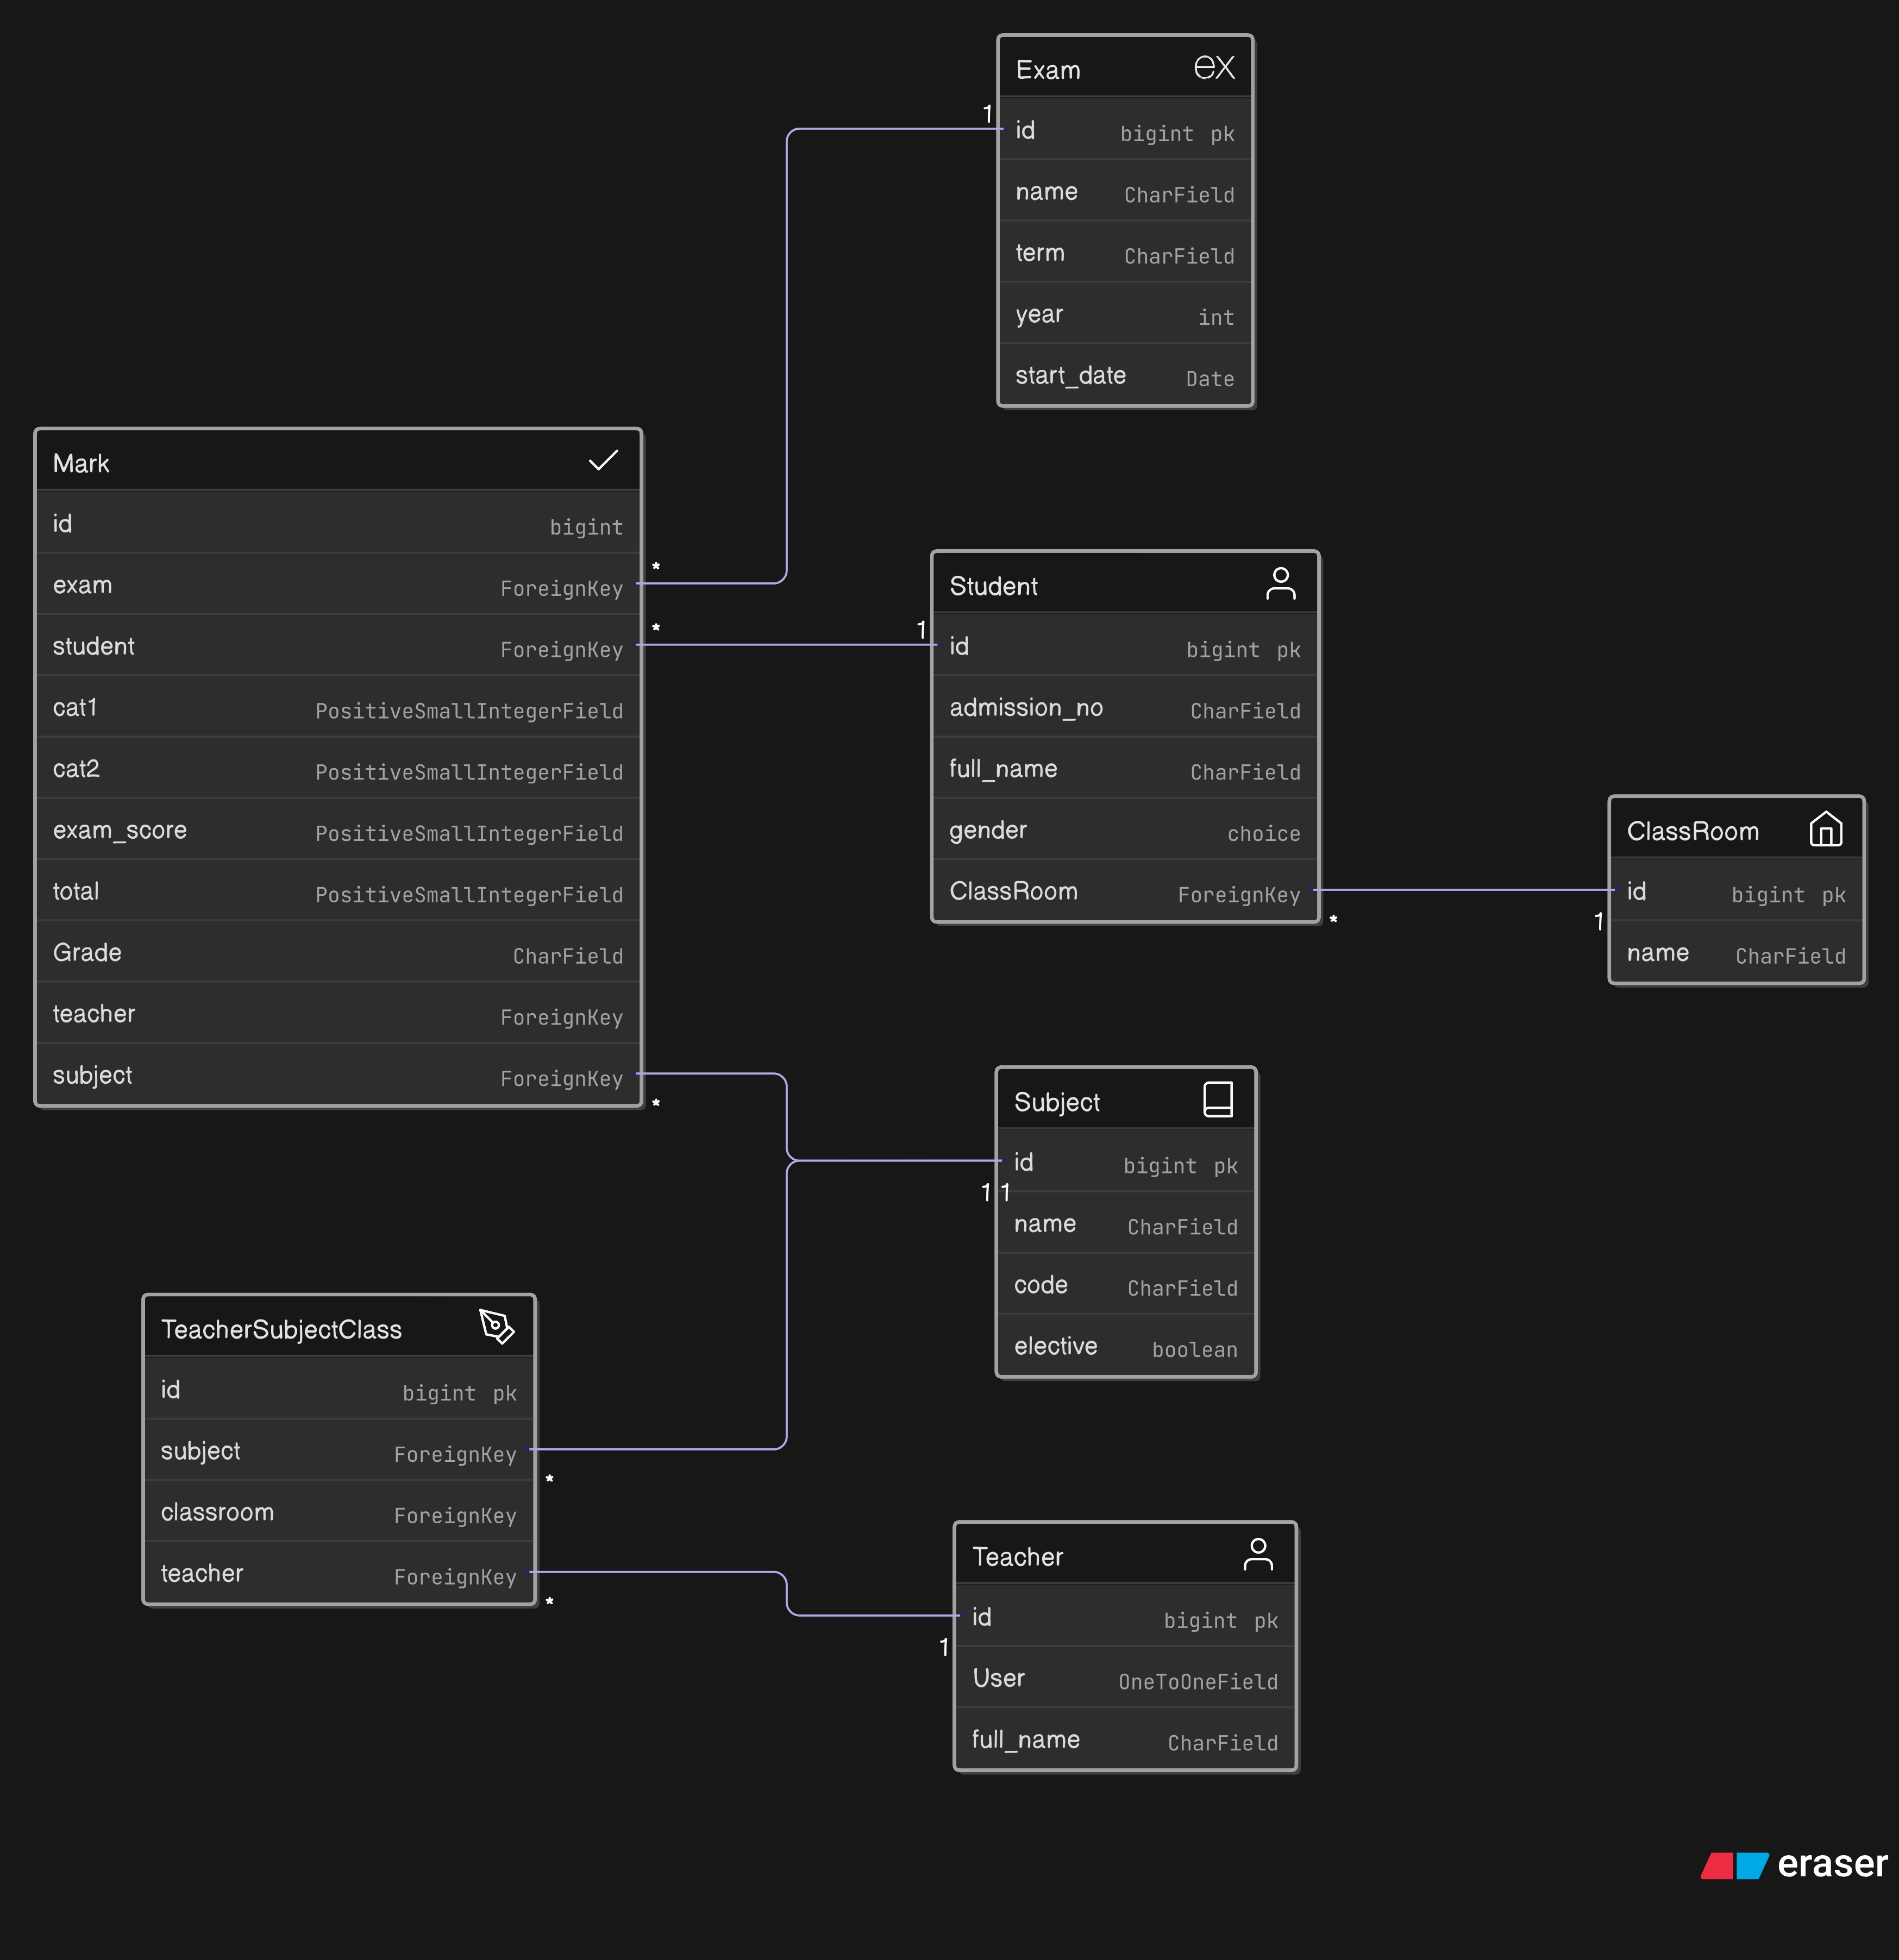 Exam ex
1
id bigint pk
name CharField
term CharField
year int
start_date Date
Mark
id bigint
*
exam ForeignKey
*
student ForeignKey
cat1 PositiveSmallIntegerField
cat2 PositiveSmallIntegerField
exam_score PositiveSmallIntegerField
total PositiveSmallIntegerField
Grade CharField
teacher ForeignKey
subject ForeignKey
*
Student
1
id bigint pk
admission_no CharField
full_name CharField
gender choice
ClassRoom ForeignKey
*
ClassRoom
id bigint pk
1
name CharField
Subject
id bigint pk
1 1
name CharField
code CharField
elective boolean
TeacherSubjectClass
id bigint pk
subject ForeignKey
*
classroom ForeignKey
teacher ForeignKey
*
Teacher
id bigint pk
1
User OneToOneField
full_name CharField
eraser